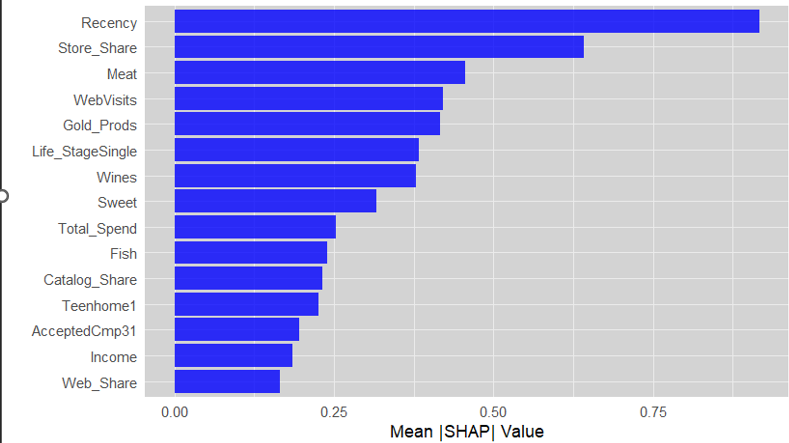 Recency
Store_Share
Meat
WebVisits
Gold_Prods
Life_StageSingle
Wines
Sweet
Total_Spend
Fish
Catalog_Share
Teenhome1
AcceptedCmp31
Income
Web_Share
0.00 0.25 0.50 0.75
Mean |SHAP| Value